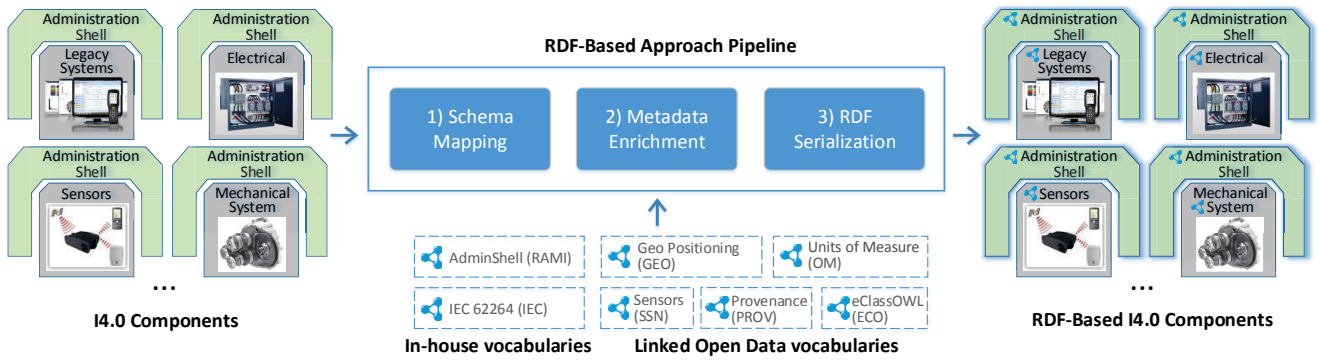 Administration
Shell
Legacy
Systems
Administration
Shell
Electrical
Administration
Shell
Sensors
Administration
Shell
Mechanical
System
...
I4.0 Components
RDF-Based Approach Pipeline
1) Schema
Mapping
2) Metadata
Enrichment
3) RDF
Serialization
AdminShell (RAMI)
IEC 62264 (IEC)
In-house vocabularies
Geo Positioning
(GEO)
Units of Measure
(OM)
Sensors
(SSN)
Provenance
(PROV)
eClassOWL
(ECO)
Linked Open Data vocabularies
Administration
Shell
Legacy
Systems
Administration
Shell
Electrical
Administration
Shell
Sensors
Administration
Shell
Mechanical
System
...
RDF-Based I4.0 Components